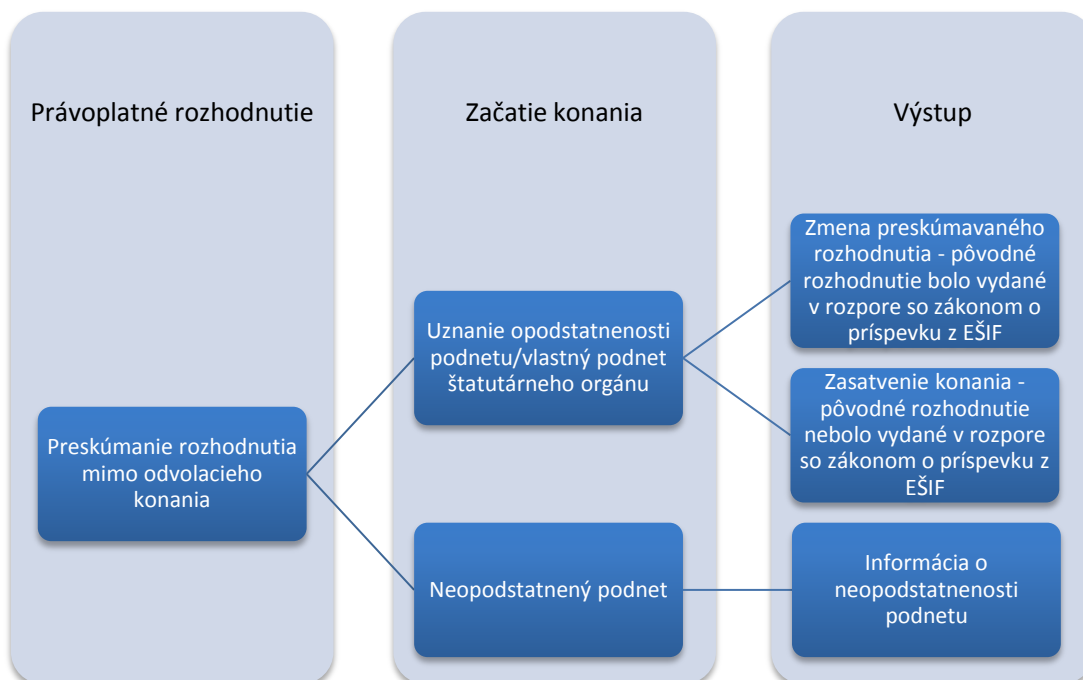 Právoplatné rozhodnutie
Začatie konania
Výstup
Preskúmanie rozhodnutia
mimo odvolacieho
konania
Uznanie opodstatnenosti
podnetu/vlastný podnet
štatutárneho orgánu
Neopodstatnený podnet
Zmena preskúmavaného
rozhodnutia - pôvodné
rozhodnutie bolo vydané
v rozpore so zákonom o
príspevku z EŠIF
Zasatvenie konania -
pôvodné rozhodnutie
nebolo vydané v rozpore
so zákonom o príspevku z
EŠIF
Informácia o
neopodstatnenosti
podnetu